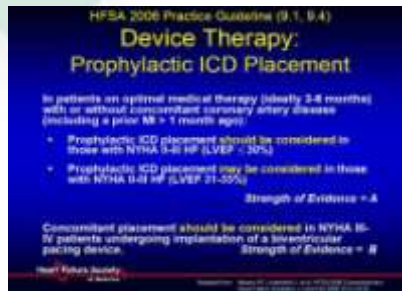 HFSA 2006 Practice Guideline (9.1, 9.4)
Device Therapy:
Prophylactic ICD Placement
In patients on optimal medical therapy (ideally 3-6 months)
with or without concomitant coronary artery disease
(including a prior MI > 1 month ago):
• Prophylactic ICD placement should be considered in
those with NYHA II-III HF (LVEF < 30%)
• Prophylactic ICD placement may be considered in those
with NYHA II-III HF (LVEF 31-35%)
Strength of Evidence = A
Concomitant placement should be considered in NYHA III-
IV patients undergoing implantation of a biventricular
pacing device. Strength of Evidence = B
Heart Failure Society